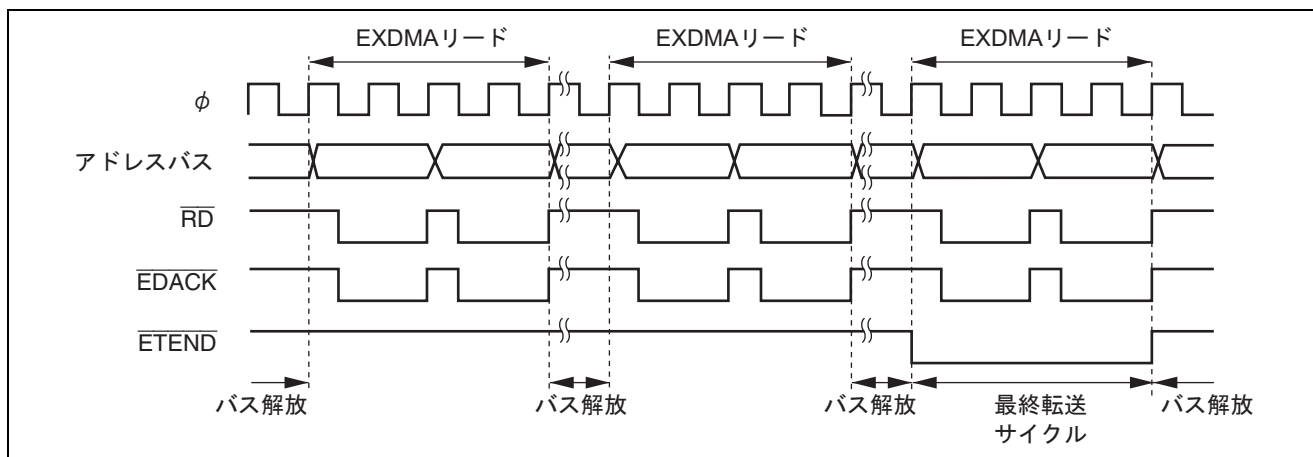 EXDMAリード
EXDMAリード
EXDMAリード
φ
アドレスバス
RD
EDACK
ETEND
バス解放
バス解放
バス解放
最終転送
サイクル
バス解放